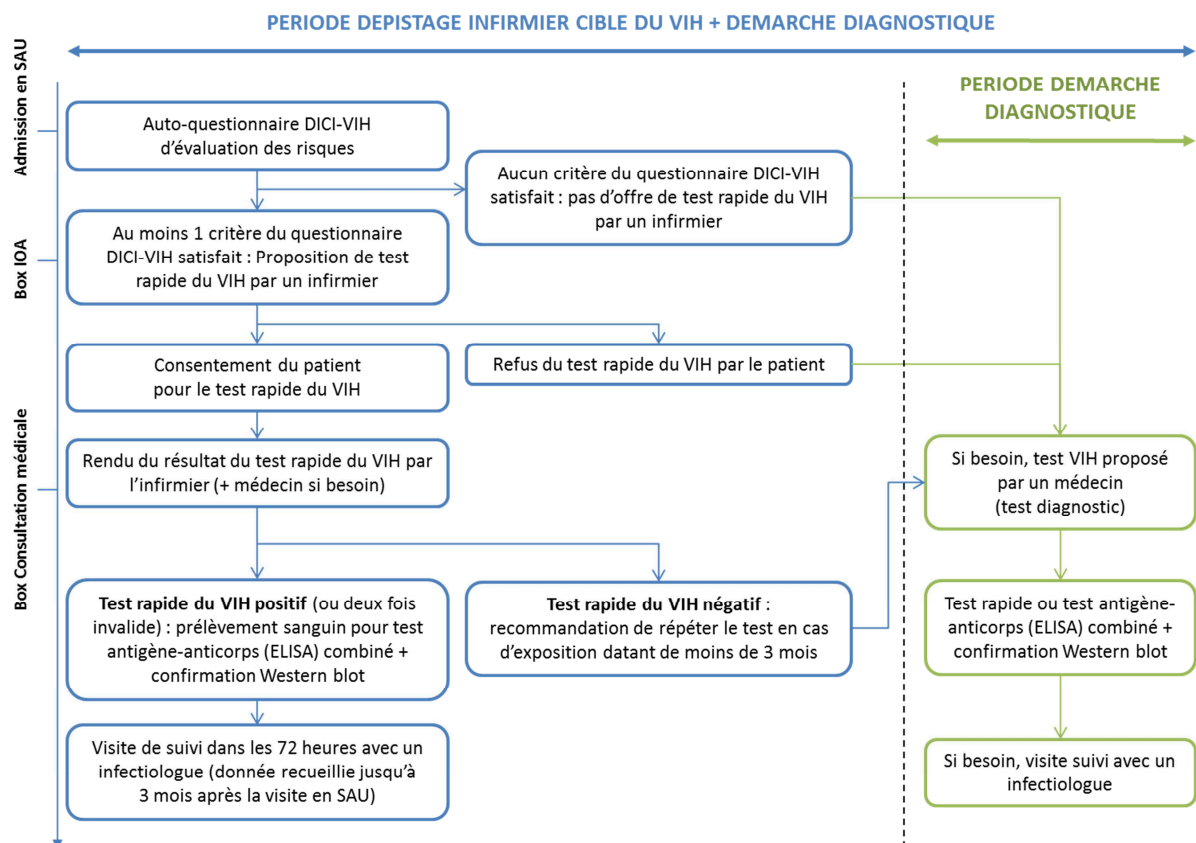 PERIODE DEPISTAGE INFIRMIER CIBLE DU VIH + DEMARCHE DIAGNOSTIQUE
PERIODE DEMARCHE
DIAGNOSTIQUE
Admission en SAU
Auto-questionnaire DICI-VIH
d’évaluation des risques
Aucun critère du questionnaire DICI-VIH
satisfait : pas d’offre de test rapide du VIH
par un infirmier
Box IOA
Au moins 1 critère du questionnaire
DICI-VIH satisfait : Proposition de test
rapide du VIH par un infirmier
Consentement du patient
pour le test rapide du VIH
Refus du test rapide du VIH par le patient
Box Consultation médicale
Rendu du résultat du test rapide du VIH par
l’infirmier (+ médecin si besoin)
Si besoin, test VIH proposé
par un médecin
(test diagnostic)
Test rapide du VIH positif (ou deux fois
invalide) : prélèvement sanguin pour test
antigène-anticorps (ELISA) combiné +
confirmation Western blot
Test rapide du VIH négatif :
recommandation de répéter le test en cas
d’exposition datant de moins de 3 mois
Test rapide ou test antigène-
anticorps (ELISA) combiné +
confirmation Western blot
Visite de suivi dans les 72 heures avec un
infectiologue (donnée recueillie jusqu’à
3 mois après la visite en SAU)
Si besoin, visite suivi avec un
infectiologue